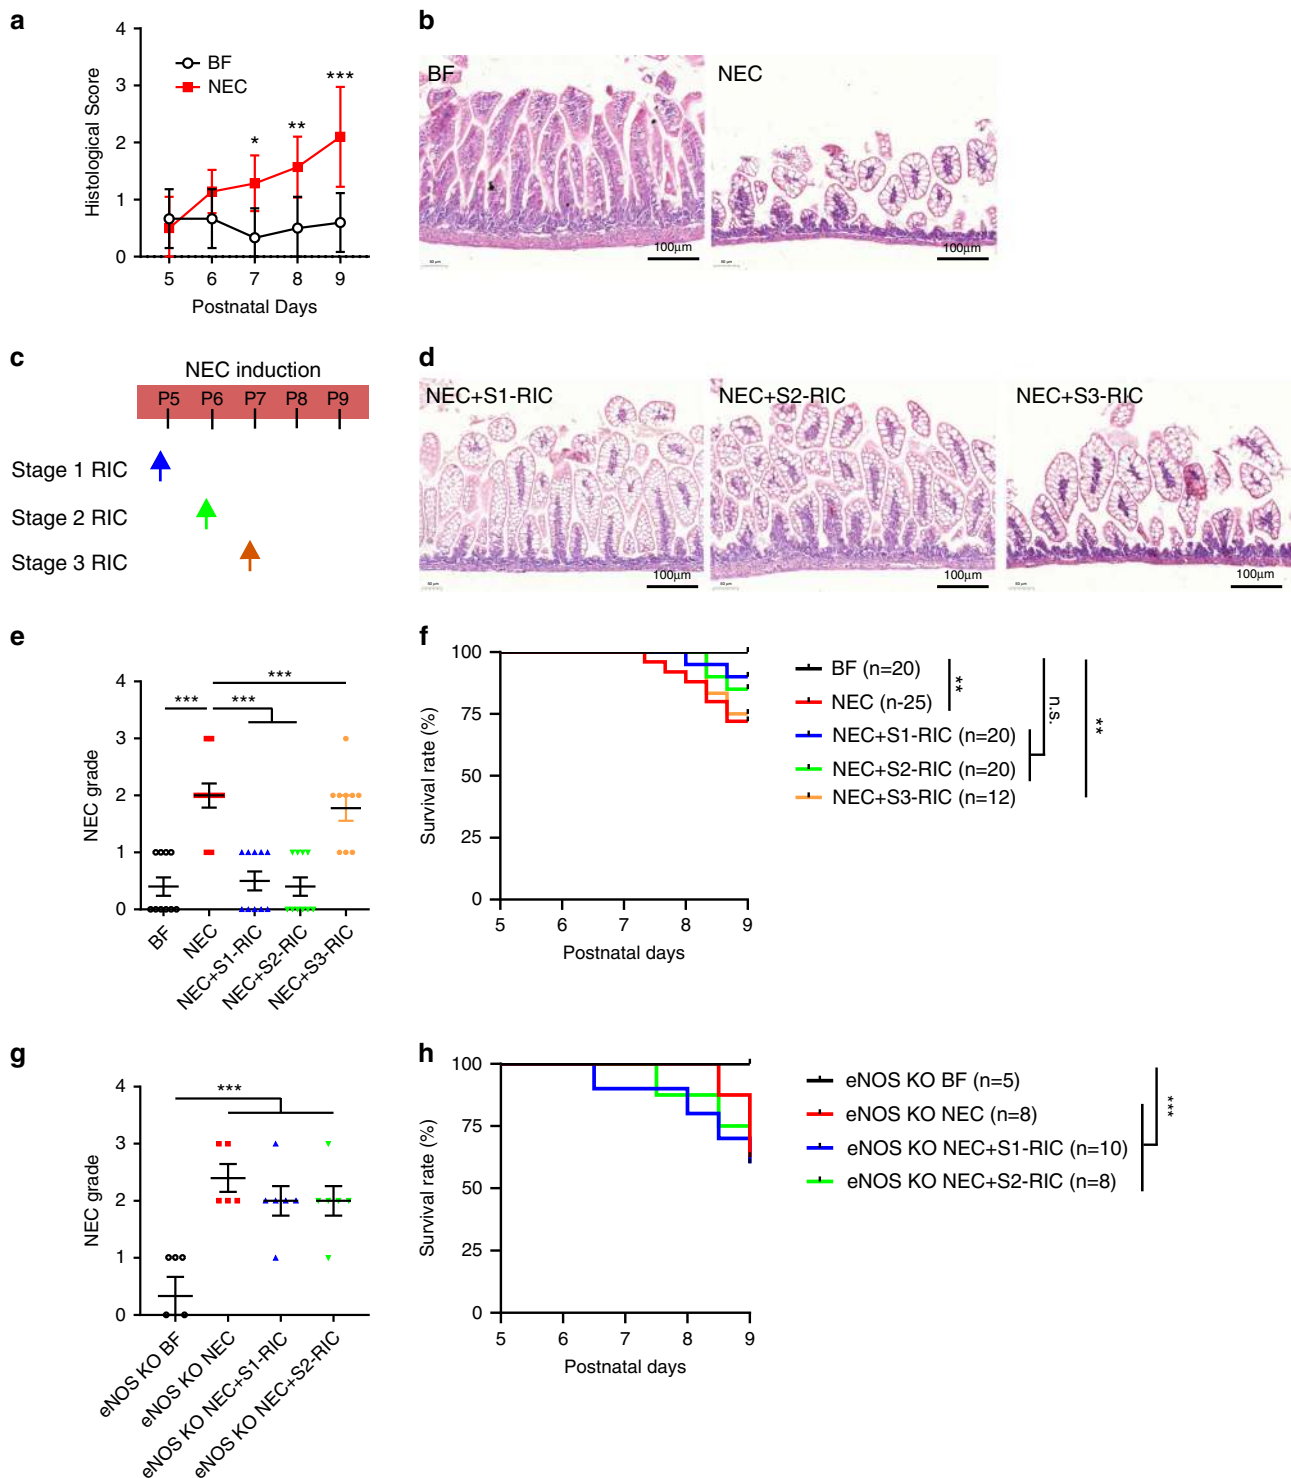 a
4
3
2
1
0
Histological Score
BF
NEC
*
**
***
5 6 7 8 9
Postnatal Days
b
BF
100μm
NEC
100μm
c
NEC induction
P5 P6 P7 P8 P9
Stage 1 RIC
Stage 2 RIC
Stage 3 RIC
d
NEC+S1-RIC
100μm
NEC+S2-RIC
100μm
NEC+S3-RIC
100μm
e
4
3
2
1
0
NEC grade
***
*** ***
BF
NEC
NEC+S1-RIC
NEC+S2-RIC
NEC+S3-RIC
f
100
75
50
25
0
Survival rate (%)
5 6 7 8 9
Postnatal days
BF (n=20)
NEC (n-25)
NEC+S1-RIC (n=20)
NEC+S2-RIC (n=20)
NEC+S3-RIC (n=12)
**
n.s.
**
g
4
3
2
1
0
NEC grade
***
eNOS KO BF
eNOS KO NEC
eNOS KO NEC+S1-RIC
eNOS KO NEC+S2-RIC
h
100
75
50
25
0
Survival rate (%)
5 6 7 8 9
Postnatal days
eNOS KO BF (n=5)
eNOS KO NEC (n=8)
eNOS KO NEC+S1-RIC (n=10)
eNOS KO NEC+S2-RIC (n=8)
***